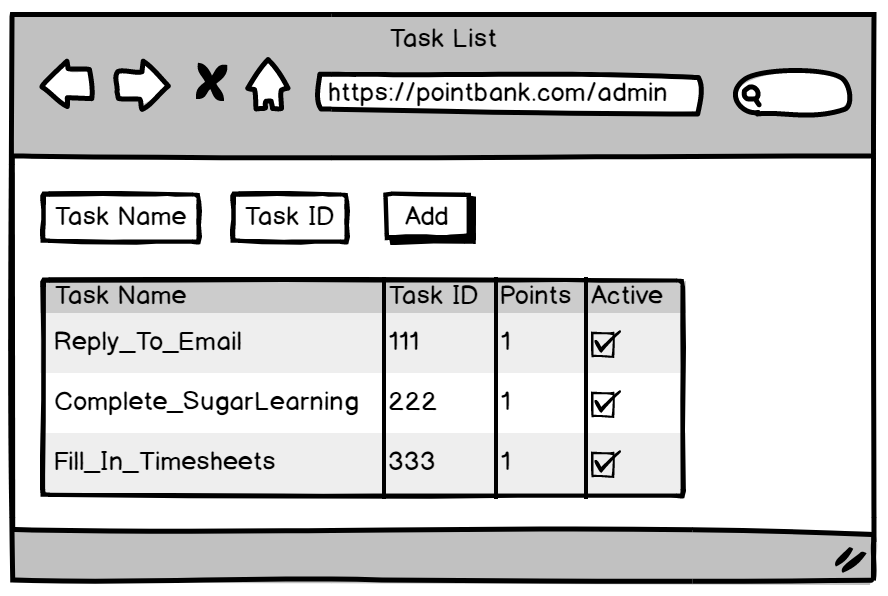 Task List
https://pointbank.com/admin
Task Name Task ID Add
Task Name Task ID Points Active
Reply_To_Email 111 1
Complete_SugarLearning 222 1
Fill_In_Timesheets 333 1